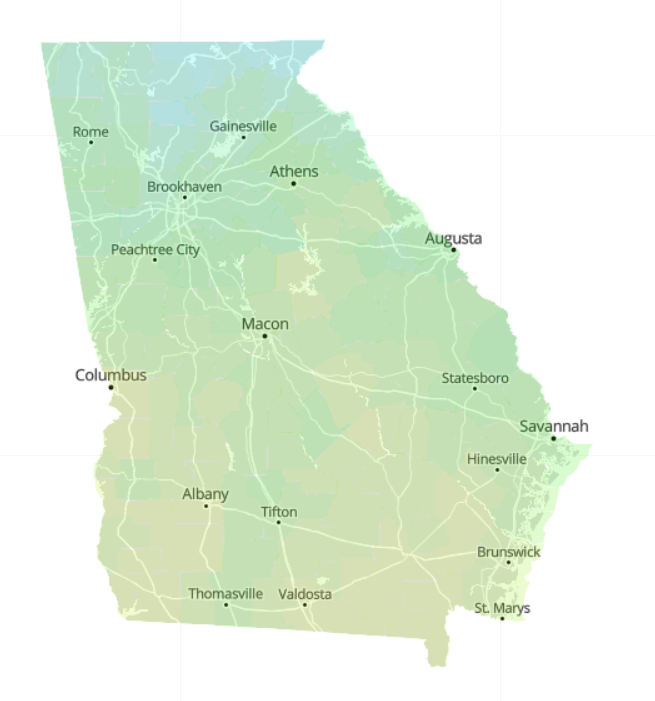 Rome
Gainesville
Athens
Brookhaven
Augusta
Peachtree City
Macon
Columbus
Statesboro
Savannah
Hinesville
Albany
Tifton
Brunswick
Thomasville
Valdosta
St. Marys